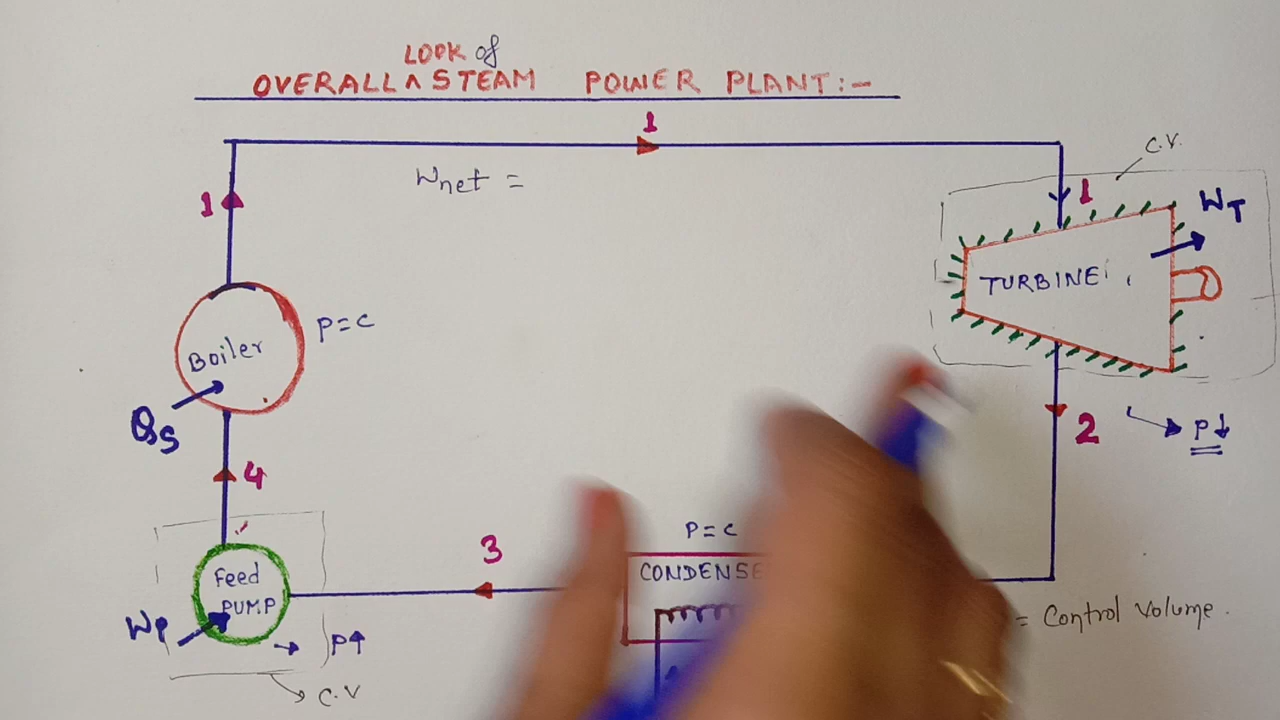 LOOK of
OVERALL ∧ STEAM POWER PLANT:-
1
C.V.
Wnet =
1
1
WT
TURBINE
Boiler
P=C
QS
2
P↓
4
P=C
3
CONDENSE
Feed
PUMP
WP
= Control Volume.
P↑
C.V